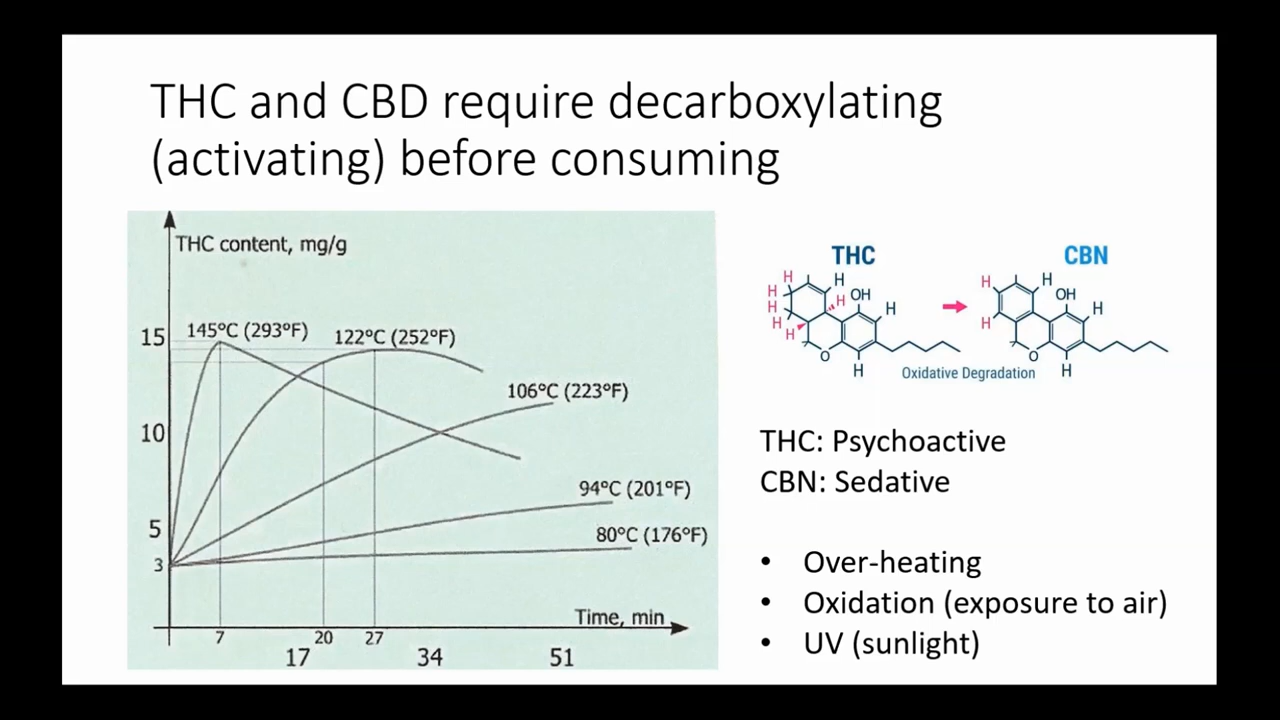 THC and CBD require decarboxylating
(activating) before consuming
THC content, mg/g
15
10
5
3
145°C (293°F)
122°C (252°F)
106°C (223°F)
94°C (201°F)
80°C (176°F)
Time, min
7
20
27
17
34
51
THC
CBN
H
H
H
H
H
H
H
OH
H
O
H
H
H
H
OH
H
O
H
Oxidative Degradation
THC: Psychoactive
CBN: Sedative
• Over-heating
• Oxidation (exposure to air)
• UV (sunlight)